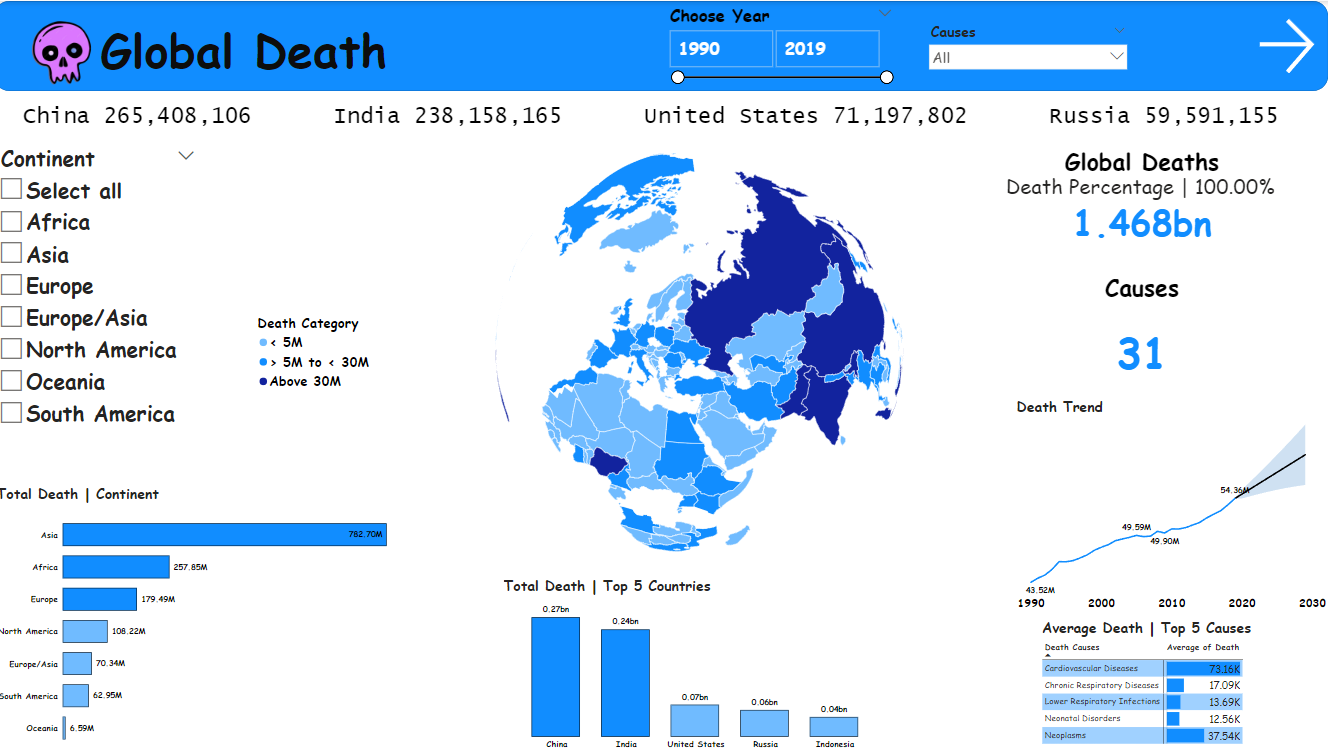 Global Death
Choose Year
1990 2019
Causes
All
China 265,408,106 India 238,158,165 United States 71,197,802 Russia 59,591,155
Continent
Select all
Africa
Asia
Europe
Europe/Asia
North America
Oceania
South America
Death Category
< 5M
> 5M to < 30M
Above 30M
Global Deaths
Death Percentage | 100.00%
1.468bn
Causes
31
Death Trend
54.36M
49.59M
49.90M
43.52M
1990 2000 2010 2020 2030
Total Death | Continent
Asia 782.70M
Africa 257.85M
Europe 179.49M
North America 108.22M
Europe/Asia 70.34M
South America 62.95M
Oceania 6.59M
Total Death | Top 5 Countries
0.27bn
0.24bn
0.07bn
0.06bn
0.04bn
China India United States Russia Indonesia
Average Death | Top 5 Causes
Death Causes Average of Death
Cardiovascular Diseases 73.16K
Chronic Respiratory Diseases 17.09K
Lower Respiratory Infections 13.69K
Neonatal Disorders 12.56K
Neoplasms 37.54K